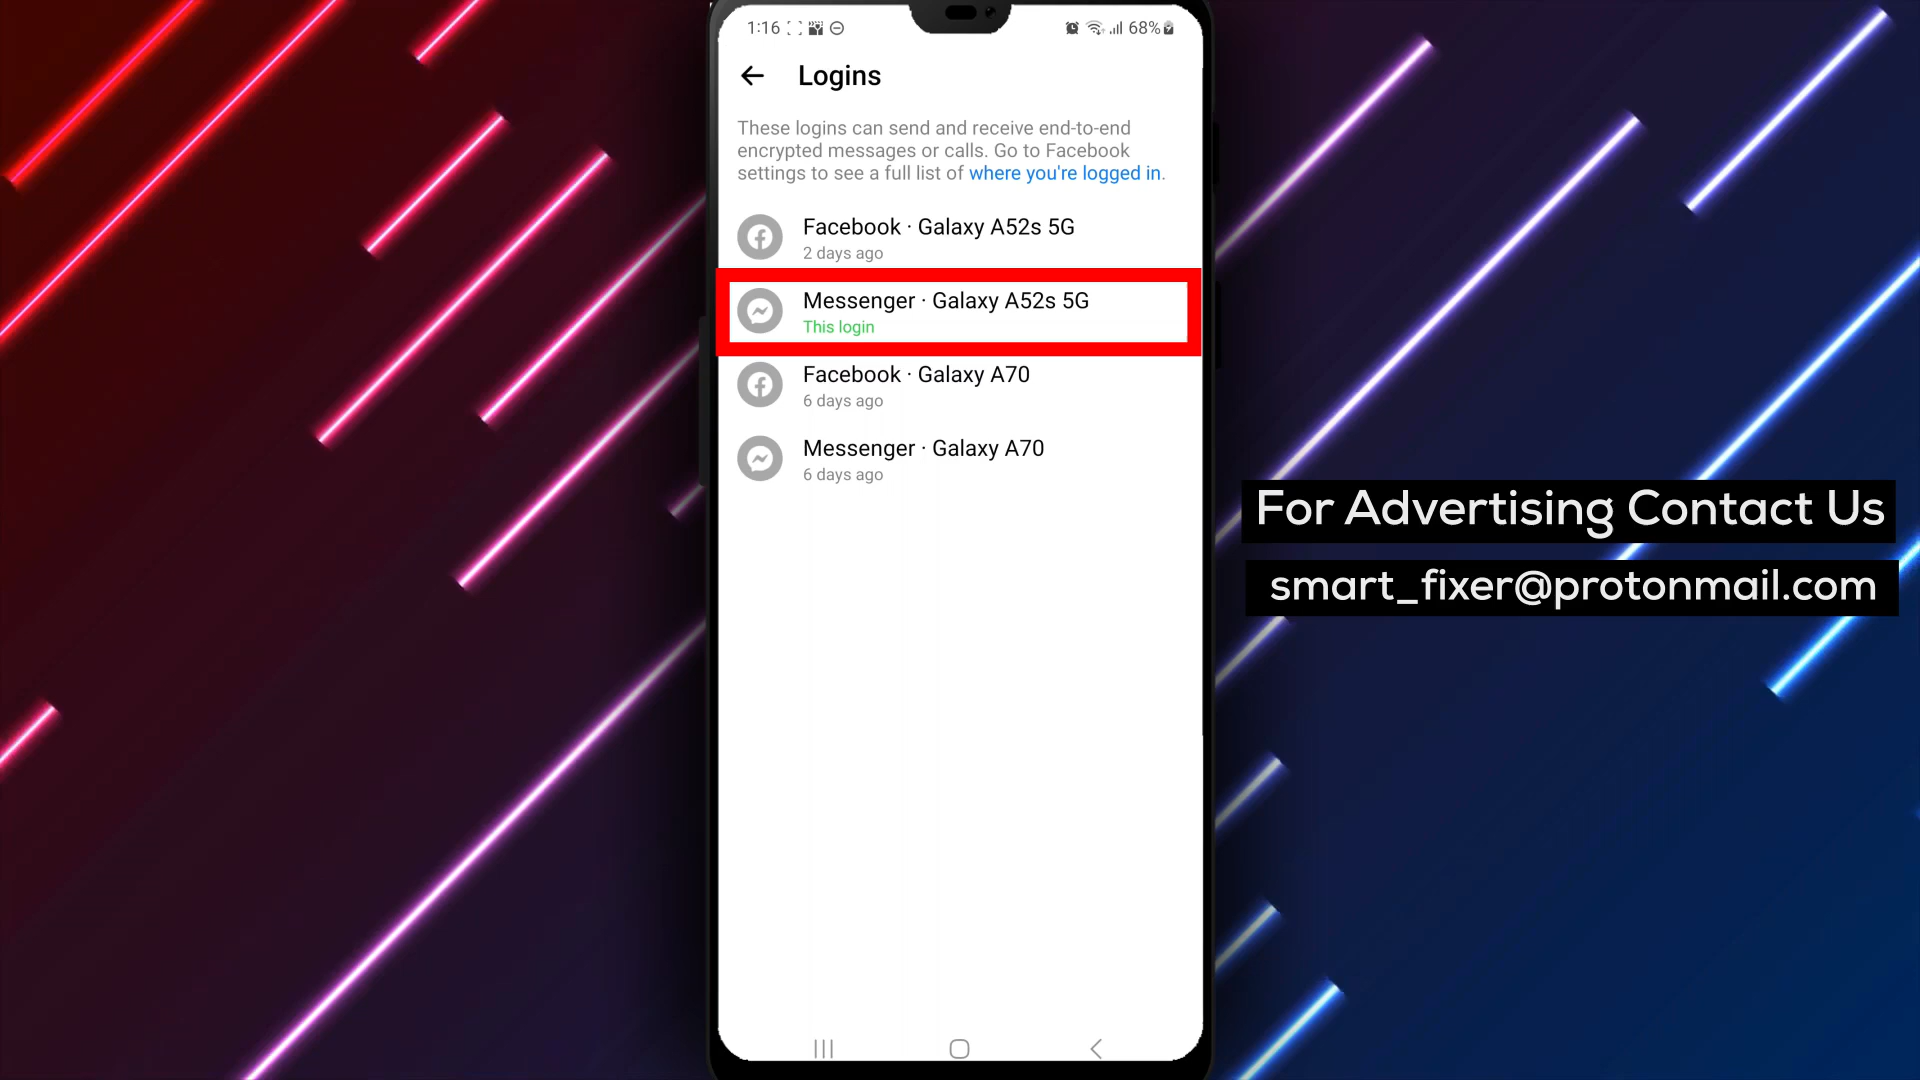 1:16
68%
Logins
These logins can send and receive end-to-end
encrypted messages or calls. Go to Facebook
settings to see a full list of where you're logged in.
Facebook · Galaxy A52s 5G
2 days ago
Messenger · Galaxy A52s 5G
This login
Facebook · Galaxy A70
6 days ago
Messenger · Galaxy A70
6 days ago
For Advertising Contact Us
smart_fixer@protonmail.com